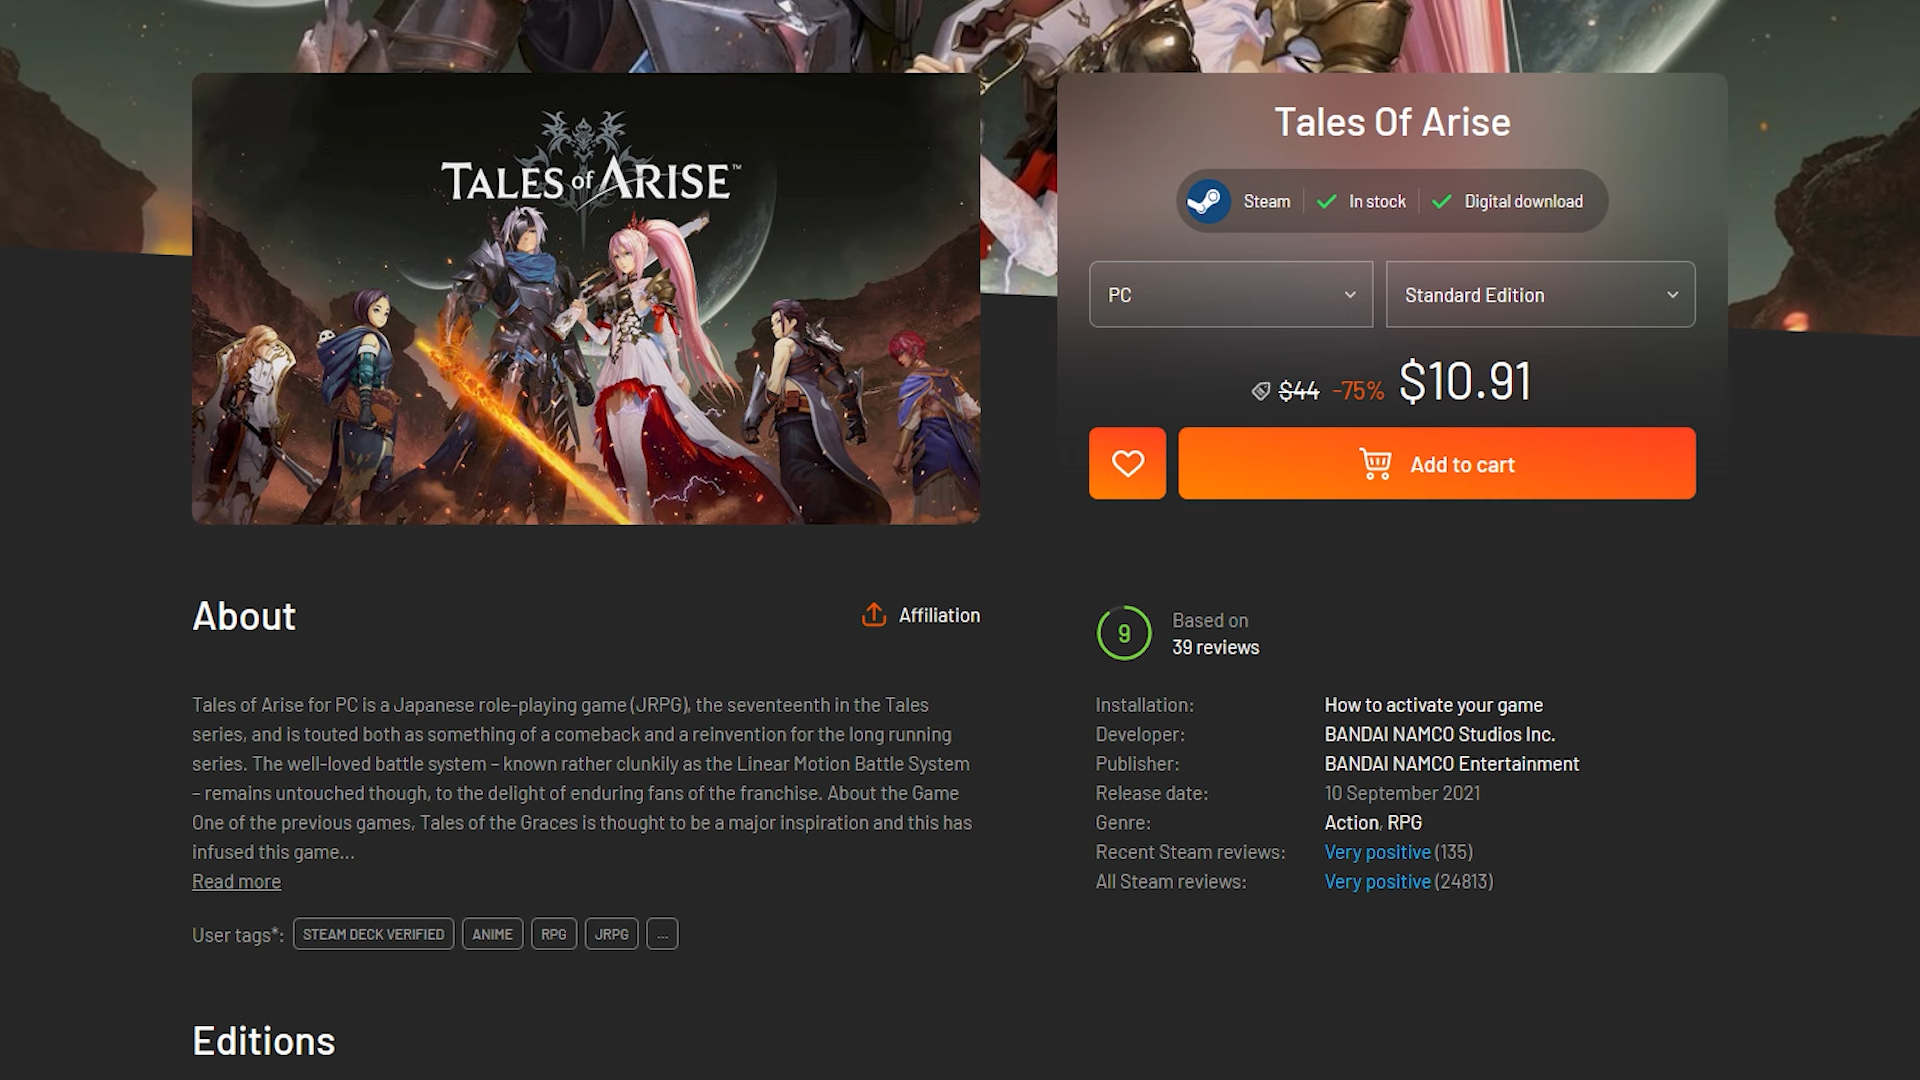 TALES of ARISE™
Tales Of Arise
Steam
In stock
Digital download
PC
Standard Edition
$44 -75% $10.91
Add to cart
About
Affiliation
Tales of Arise for PC is a Japanese role-playing game (JRPG), the seventeenth in the Tales
series, and is touted both as something of a comeback and a reinvention for the long running
series. The well-loved battle system – known rather clunkily as the Linear Motion Battle System
– remains untouched though, to the delight of enduring fans of the franchise. About the Game
One of the previous games, Tales of the Graces is thought to be a major inspiration and this has
infused this game...
Read more
User tags*: STEAM DECK VERIFIED ANIME RPG JRPG ...
9
Based on
39 reviews
Installation: How to activate your game
Developer: BANDAI NAMCO Studios Inc.
Publisher: BANDAI NAMCO Entertainment
Release date: 10 September 2021
Genre: Action, RPG
Recent Steam reviews: Very positive (135)
All Steam reviews: Very positive (24813)
Editions